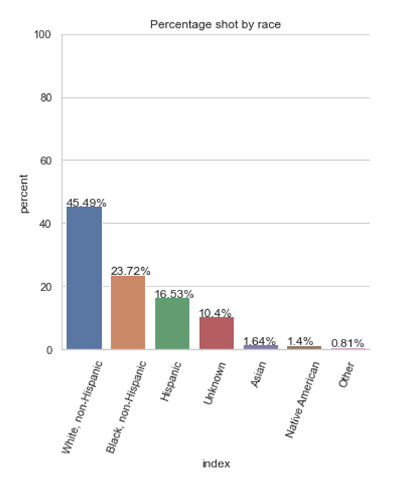 Percentage shot by race
100
80
60
40
20
0
percent
45.49%
23.72%
16.53%
10.4%
1.64%
1.4%
0.81%
White, non-Hispanic
Black, non-Hispanic
Hispanic
Unknown
Asian
Native American
Other
index